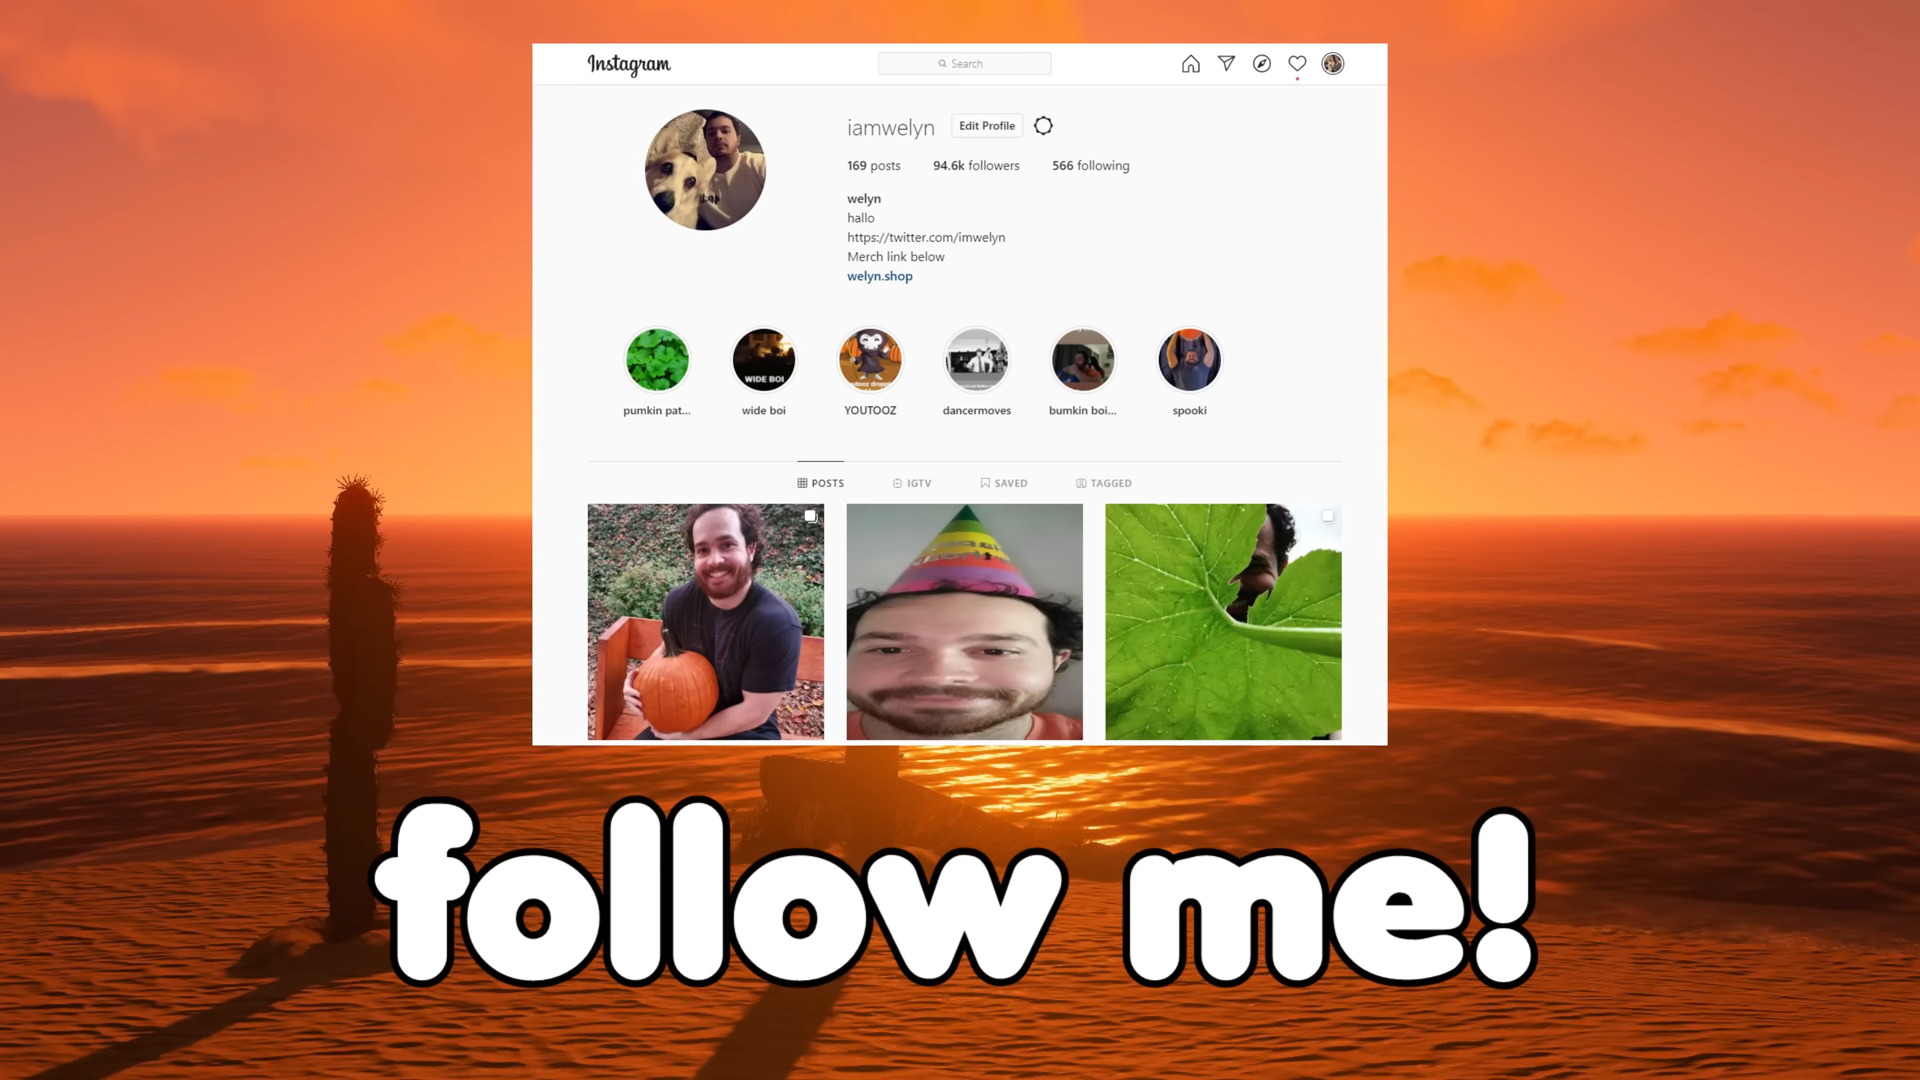 Instagram
Search
iamwelyn Edit Profile
169 posts 94.6k followers 566 following
welyn
hallo
https://twitter.com/imwelyn
Merch link below
welyn.shop
WIDE BOI
pumkin pat... wide boi YOUTOOZ dancermoves bumkin boi... spooki
POSTS IGTV SAVED TAGGED
follow me!